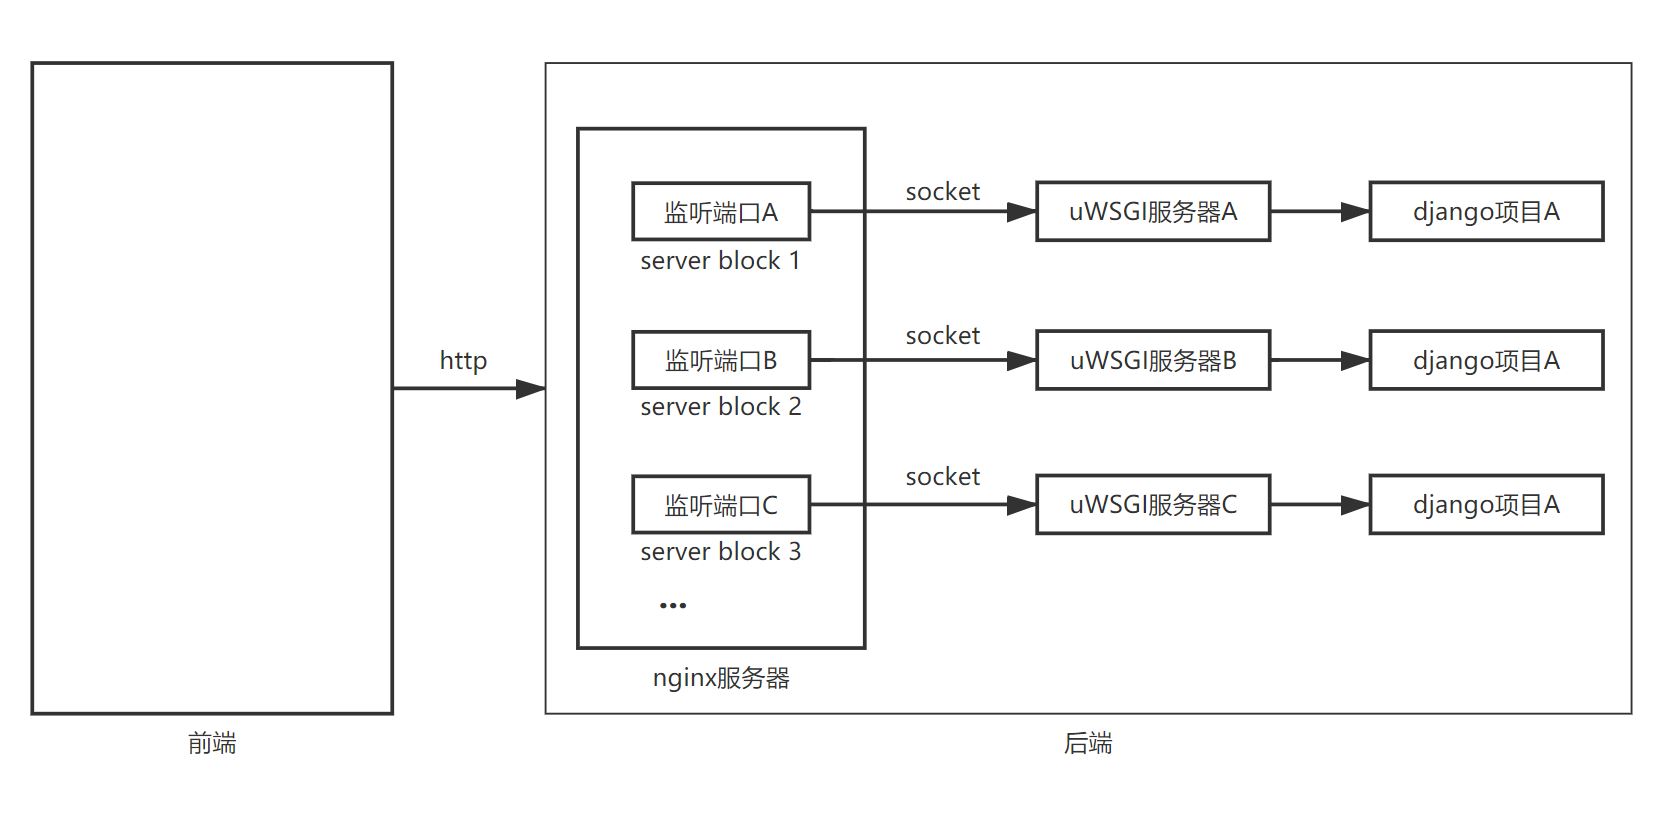 http
监听端口A
server block 1
socket
uWSGI服务器A
django项目A
监听端口B
server block 2
socket
uWSGI服务器B
django项目A
监听端口C
server block 3
socket
uWSGI服务器C
django项目A
...
nginx服务器
前端
后端